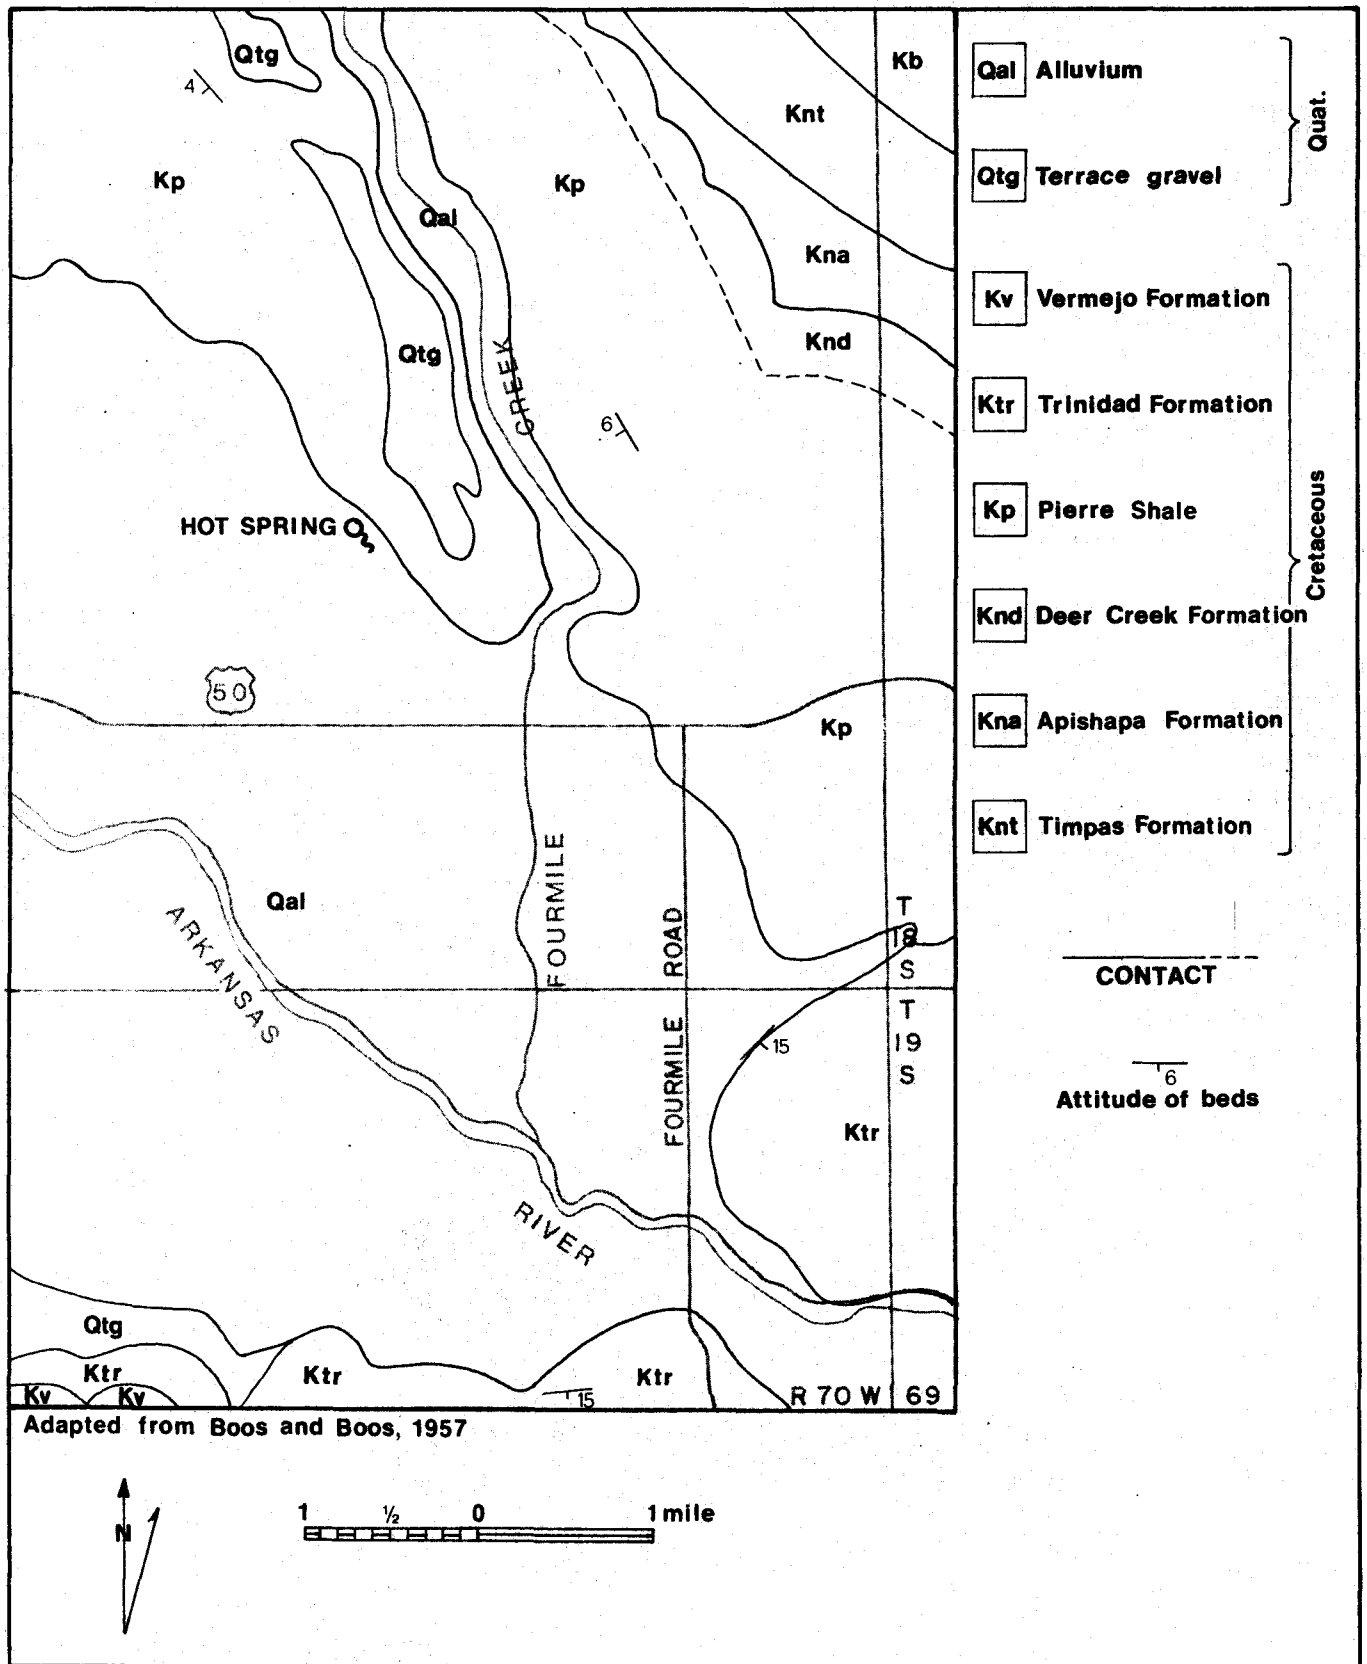 Qtg
4
Kp
Qal
Kp
Knt
Kb
Kna
Knd
Qtg
CREEK
6
HOT SPRING
50
Kp
FOURMILE
FOURMILE ROAD
Qal
ARKANSAS
RIVER
T
18
S
T
19
S
15
Ktr
Qtg
Ktr
Kv
Kv
Ktr
Ktr
15
R 70 W 69
Qal Alluvium
Qtg Terrace gravel
Quat.
Kv Vermejo Formation
Ktr Trinidad Formation
Kp Pierre Shale
Knd Deer Creek Formation
Kna Apishapa Formation
Knt Timpas Formation
Cretaceous
CONTACT
6
Attitude of beds
Adapted from Boos and Boos, 1957
N
1 ½ 0 1 mile